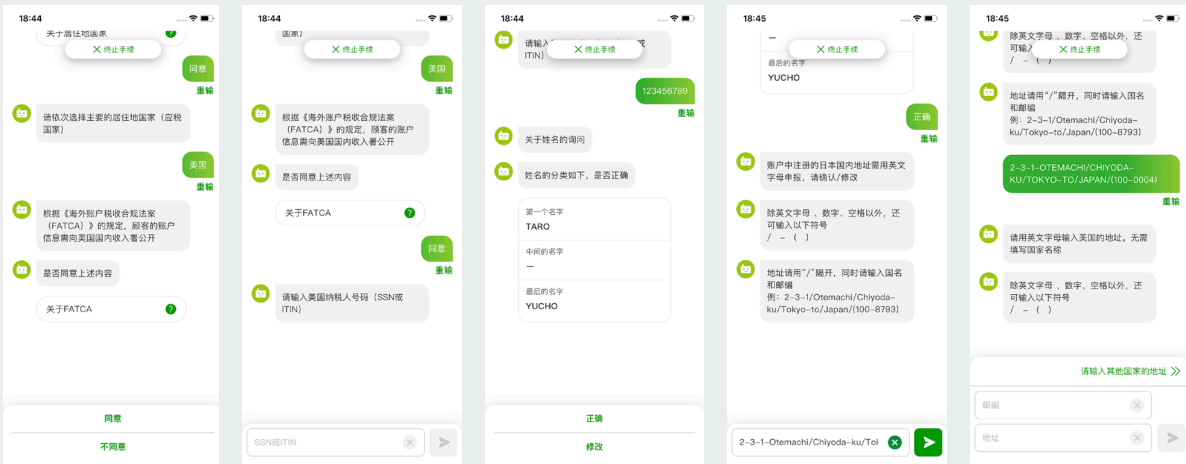 18:44
关于居住地国家
?
终止手续
同意
重输
请依次选择主要的居住地国家（应税
国家）
美国
重输
根据《海外账户税收合规法案
（FATCA）》的规定，顾客的账户
信息需向美国国内收入署公开
是否同意上述内容
关于FATCA
?
同意
不同意
18:44
国家）
终止手续
美国
重输
根据《海外账户税收合规法案
（FATCA）》的规定，顾客的账户
信息需向美国国内收入署公开
是否同意上述内容
关于FATCA
?
同意
重输
请输入美国纳税人号码（SSN或
ITIN）
SSN或ITIN
18:44
请输入
ITIN）
终止手续
123456789
重输
关于姓名的询问
姓名的分类如下，是否正确
第一个名字
TARO
中间的名字
–
最后的名字
YUCHO
正确
修改
18:45
–
终止手续
最后的名字
YUCHO
正确
重输
账户中注册的日本国内地址需用英文
字母申报，请确认/修改
除英文字母 、数字、空格以外，还
可输入以下符号
/ – ( )
地址请用“/”隔开，同时请输入国名
和邮编
例：2-3-1/Otemachi/Chiyoda-
ku/Tokyo-to/Japan/(100-8793)
2-3-1-Otemachi/Chiyoda-ku/Tol
18:45
除英文字母 、数字、空格以外，还
可输入
终止手续
/ – ( )
地址请用“/”隔开，同时请输入国名
和邮编
例：2-3-1/Otemachi/Chiyoda-
ku/Tokyo-to/Japan/(100-8793)
2-3-1-OTEMACHI/CHIYODA-
KU/TOKYO-TO/JAPAN/(100-0004)
重输
请用英文字母输入美国的地址。无需
填写国家名称
除英文字母 、数字、空格以外，还
可输入以下符号
/ – ( )
请输入其他国家的地址
邮编
地址